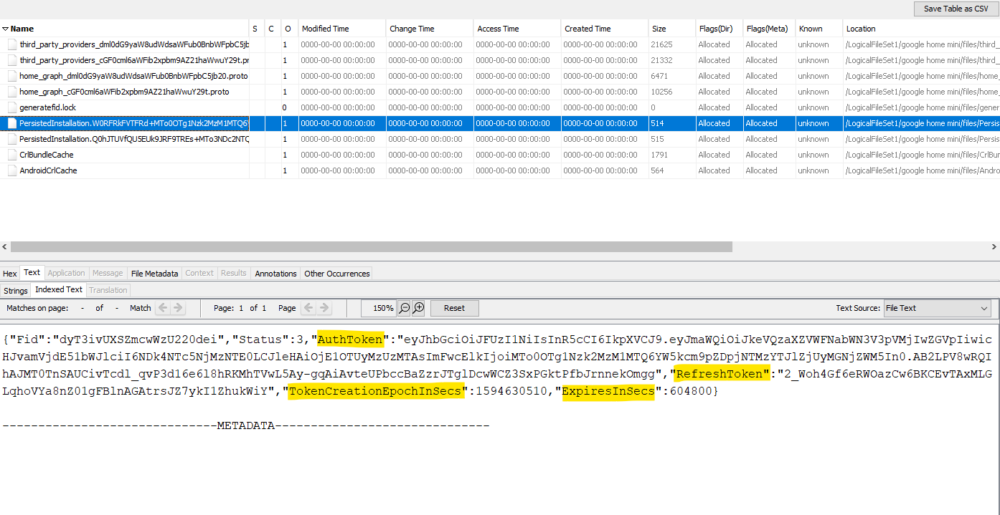 Save Table as CSV
Name S C O Modified Time Change Time Access Time Created Time Size Flags(Dir) Flags(Meta) Known Location
third_party_providers_dml0dG9yaW8udWdsaWFub0BnbWFpbC5jb 1 0000-00-00 00:00:00 0000-00-00 00:00:00 0000-00-00 00:00:00 0000-00-00 00:00:00 21625 Allocated Allocated unknown /LogicalFileSet1/google home mini/files/third_
third_party_providers_cGF0cml6aWFib2xpbm9AZ21haWwuY29t.pr 1 0000-00-00 00:00:00 0000-00-00 00:00:00 0000-00-00 00:00:00 0000-00-00 00:00:00 21332 Allocated Allocated unknown /LogicalFileSet1/google home mini/files/third_
home_graph_dml0dG9yaW8udWdsaWFub0BnbWFpbC5jb20.proto 1 0000-00-00 00:00:00 0000-00-00 00:00:00 0000-00-00 00:00:00 0000-00-00 00:00:00 6471 Allocated Allocated unknown /LogicalFileSet1/google home mini/files/home_
home_graph_cGF0cml6aWFib2xpbm9AZ21haWwuY29t.proto 1 0000-00-00 00:00:00 0000-00-00 00:00:00 0000-00-00 00:00:00 0000-00-00 00:00:00 10256 Allocated Allocated unknown /LogicalFileSet1/google home mini/files/home_
generatefid.lock 0 0000-00-00 00:00:00 0000-00-00 00:00:00 0000-00-00 00:00:00 0000-00-00 00:00:00 0 Allocated Allocated unknown /LogicalFileSet1/google home mini/files/gener
PersistedInstallation.W0RFRkFVTFRd+MTo0OTg1Nzk2MzM1MTQ6 1 0000-00-00 00:00:00 0000-00-00 00:00:00 0000-00-00 00:00:00 0000-00-00 00:00:00 514 Allocated Allocated unknown /LogicalFileSet1/google home mini/files/Persis
PersistedInstallation.Q0hJTUVfQU5EUk9JRF9TREs+MTo3NDc2NTQ 1 0000-00-00 00:00:00 0000-00-00 00:00:00 0000-00-00 00:00:00 0000-00-00 00:00:00 515 Allocated Allocated unknown /LogicalFileSet1/google home mini/files/Persis
CrlBundleCache 1 0000-00-00 00:00:00 0000-00-00 00:00:00 0000-00-00 00:00:00 0000-00-00 00:00:00 1791 Allocated Allocated unknown /LogicalFileSet1/google home mini/files/CrlBun
AndroidCrlCache 1 0000-00-00 00:00:00 0000-00-00 00:00:00 0000-00-00 00:00:00 0000-00-00 00:00:00 564 Allocated Allocated unknown /LogicalFileSet1/google home mini/files/Andro
Hex Text Application Message File Metadata Context Results Annotations Other Occurrences
Strings Indexed Text Translation
Matches on page: - of - Match Page: 1 of 1 Page 150% Reset Text Source: File Text
{"Fid":"dyT3ivUXSZmcwWzU220dei","Status":3,"AuthToken":"eyJhbGciOiJFUzI1NiIsInR5cCI6IkpXVCJ9.eyJmaWQiOiJkeVQzaXZVWFNabWN3V3pVMjIwZGVpIiwic
HJvamVjdE51bWJlciI6NDk4NTc5NjMzNTE0LCJleHAiOjE1OTUyMzUzMTAsImFwcElkIjoiMTo0OTg1Nzk2MzM1MTQ6YW5kcm9pZDpjNTMzYTJlZjUyMGNjZWM5In0.AB2LPV8wRQI
hAJMT0TnSAUCivTcdl_qvP3d16e6l8hRKMhTVwL5Ay-gqAiAvteUPbccBaZzrJTglDcwWCZ3SxPGktPfbJrnnekOmgg","RefreshToken":"2_Woh4Gf6eRWOazCw6BKCEvTAxMLG
LqhoVYa8nZ01gFBlnAGAtrsJZ7ykI1ZhukWiY","TokenCreationEpochInSecs":1594630510,"ExpiresInSecs":604800}
------------------------------METADATA------------------------------